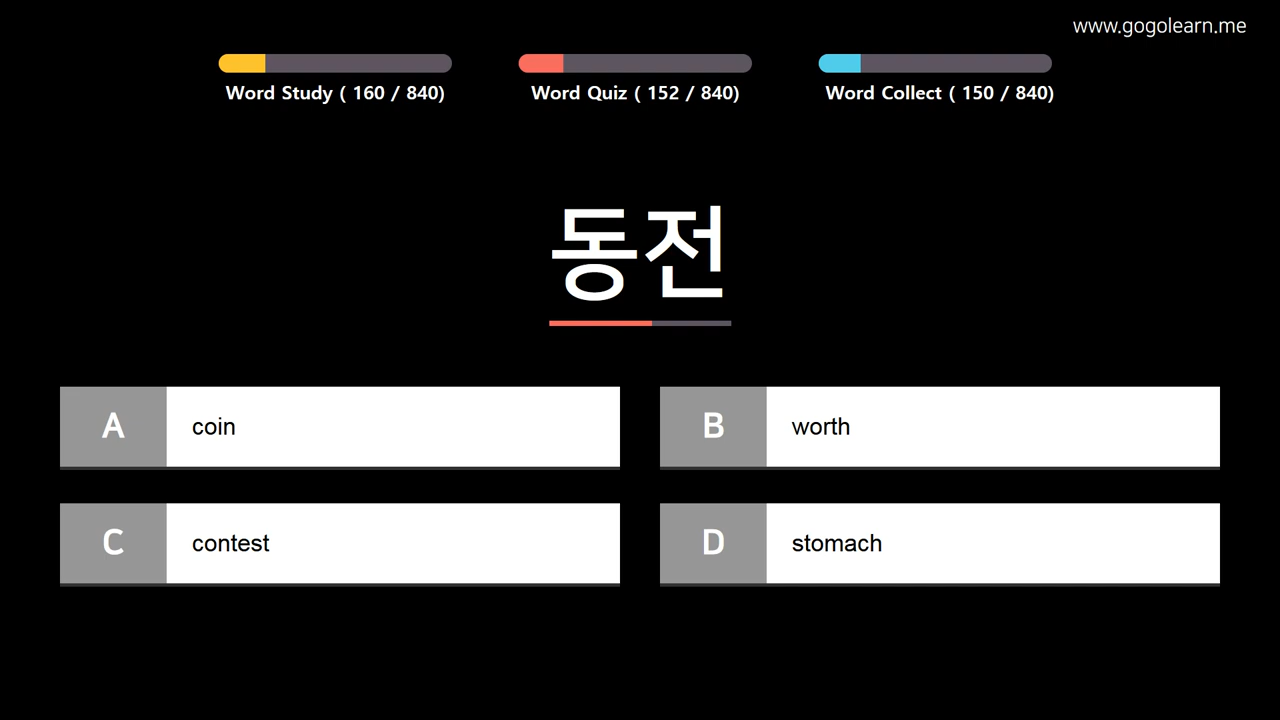 www.gogolearn.me
Word Study ( 160 / 840)
Word Quiz ( 152 / 840)
Word Collect ( 150 / 840)
동전
A coin
B worth
C contest
D stomach